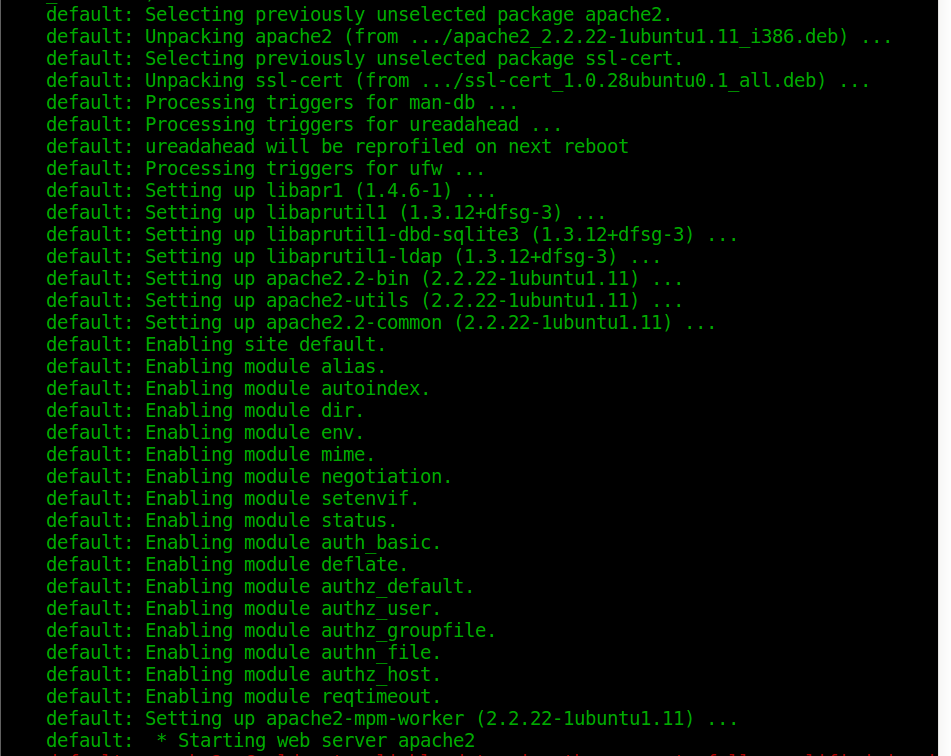 default: Selecting previously unselected package apache2.
default: Unpacking apache2 (from .../apache2_2.2.22-1ubuntu1.11_i386.deb) ...
default: Selecting previously unselected package ssl-cert.
default: Unpacking ssl-cert (from .../ssl-cert_1.0.28ubuntu0.1_all.deb) ...
default: Processing triggers for man-db ...
default: Processing triggers for ureadahead ...
default: ureadahead will be reprofiled on next reboot
default: Processing triggers for ufw ...
default: Setting up libapr1 (1.4.6-1) ...
default: Setting up libaprutil1 (1.3.12+dfsg-3) ...
default: Setting up libaprutil1-dbd-sqlite3 (1.3.12+dfsg-3) ...
default: Setting up libaprutil1-ldap (1.3.12+dfsg-3) ...
default: Setting up apache2.2-bin (2.2.22-1ubuntu1.11) ...
default: Setting up apache2-utils (2.2.22-1ubuntu1.11) ...
default: Setting up apache2.2-common (2.2.22-1ubuntu1.11) ...
default: Enabling site default.
default: Enabling module alias.
default: Enabling module autoindex.
default: Enabling module dir.
default: Enabling module env.
default: Enabling module mime.
default: Enabling module negotiation.
default: Enabling module setenvif.
default: Enabling module status.
default: Enabling module auth_basic.
default: Enabling module deflate.
default: Enabling module authz_default.
default: Enabling module authz_user.
default: Enabling module authz_groupfile.
default: Enabling module authn_file.
default: Enabling module authz_host.
default: Enabling module reqtimeout.
default: Setting up apache2-mpm-worker (2.2.22-1ubuntu1.11) ...
default:  * Starting web server apache2